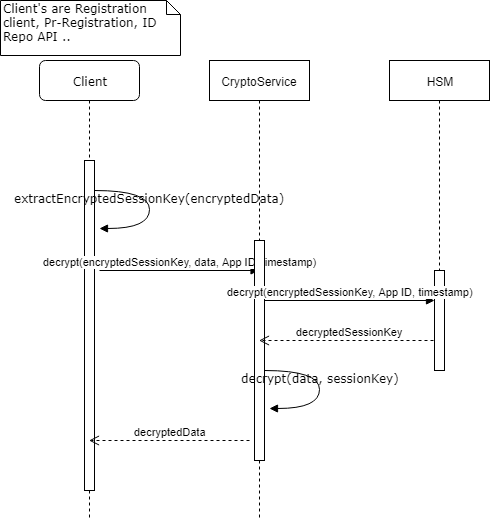 Client's are Registration
client, Pr-Registration, ID
Repo API ..
Client
CryptoService
HSM
extractEncryptedSessionKey(encryptedData)
decrypt(encryptedSessionKey, data, App ID, timestamp)
decrypt(encryptedSessionKey, App ID, timestamp)
decryptedSessionKey
decrypt(data, sessionKey)
decryptedData